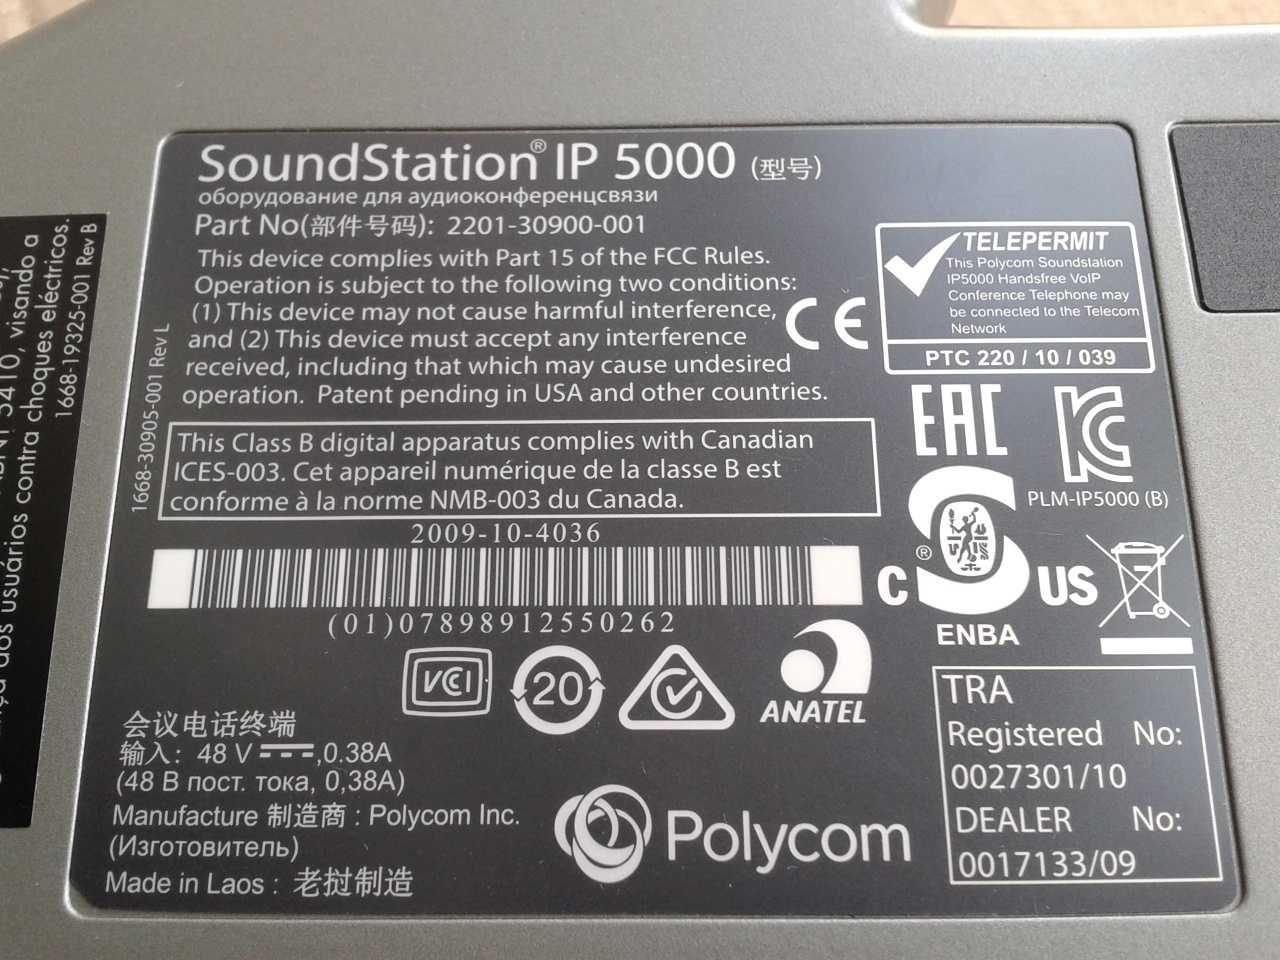 SoundStation® IP 5000 (型号)
оборудование для аудиоконференцсвязи
Part No(部件号码): 2201-30900-001
This device complies with Part 15 of the FCC Rules.
Operation is subject to the following two conditions:
(1) This device may not cause harmful interference,
and (2) This device must accept any interference
received, including that which may cause undesired
operation. Patent pending in USA and other countries.
CE
TELEPERMIT
This Polycom Soundstation
IP5000 Handsfree VoIP
Conference Telephone may
be connected to the Telecom
Network
PTC 220 / 10 / 039
1668-30905-001 Rev L
This Class B digital apparatus complies with Canadian
ICES-003. Cet appareil numérique de la classe B est
conforme à la norme NMB-003 du Canada.
EAC
PLM-IP5000 (B)
2009-10-4036
(01)07898912550262
® C US
ENBA
VCI
20
ANATEL
会议电话终端
输入: 48 V ,0.38A
(48 В пост. тока, 0,38A)
Manufacture 制造商 : Polycom Inc.
(Изготовитель)
Made in Laos : 老挝制造
Polycom
TRA
Registered No:
0027301/10
DEALER No:
0017133/09
5410, visando a
dos usuários contra choques eléctricos.
1668-19325-001 Rev B